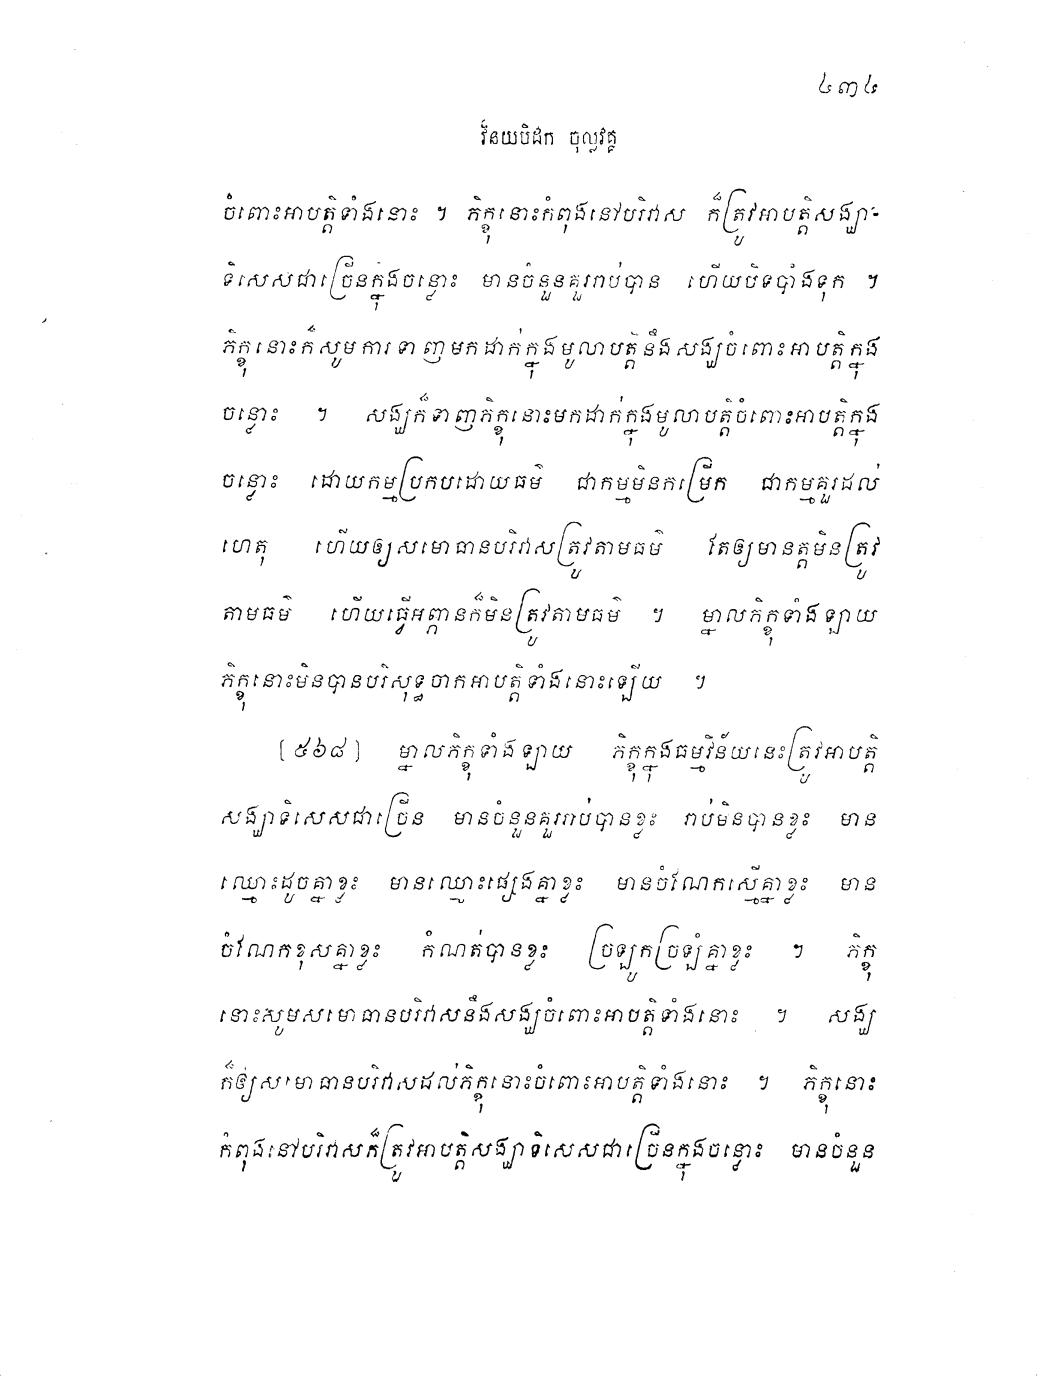 ៤៣៤
វិនយបិដក ចុល្លវគ្គ
ចំពោះអាបត្តិទាំងនោះ ។ ភិក្ខុនោះកំពុងនៅបរិវាស ក៏ត្រូវអាបត្តិសង្ឃា-
ទិសេសជាច្រើនក្នុងចន្លោះ មានចំនួនគួររាប់បាន ហើយបិទបាំងទុក ។
ភិក្ខុនោះក៏សូមការទាញមកដាក់ក្នុងមូលាបត្តិនឹងសង្ឃចំពោះអាបត្តិក្នុង
ចន្លោះ ។ សង្ឃក៏ទាញភិក្ខុនោះមកដាក់ក្នុងមូលាបត្តិចំពោះអាបត្តិក្នុង
ចន្លោះ ដោយកម្មប្រកបដោយធម៌ ជាកម្មមិនកម្រើក ជាកម្មគួរដល់
ហេតុ ហើយឲ្យសមោធានបរិវាសត្រូវតាមធម៌ តែឲ្យមានត្តមិនត្រូវ
តាមធម៌ ហើយធ្វើអព្ភានក៏មិនត្រូវតាមធម៌ ។ ម្នាលភិក្ខុទាំងឡាយ
ភិក្ខុនោះមិនបានបរិសុទ្ធចាកអាបត្តិទាំងនោះឡើយ ។
[៥៦៨] ម្នាលភិក្ខុទាំងឡាយ ភិក្ខុក្នុងធម្មវិន័យនេះត្រូវអាបត្តិ
សង្ឃាទិសេសជាច្រើន មានចំនួនគួររាប់បានខ្លះ រាប់មិនបានខ្លះ មាន
ឈ្មោះដូចគ្នាខ្លះ មានឈ្មោះផ្សេងគ្នាខ្លះ មានចំណែកស្មើគ្នាខ្លះ មាន
ចំណែកខុសគ្នាខ្លះ កំណត់បានខ្លះ ច្រឡូកច្រឡំគ្នាខ្លះ ។ ភិក្ខុ
នោះសូមសមោធានបរិវាសនឹងសង្ឃចំពោះអាបត្តិទាំងនោះ ។ សង្ឃ
ក៏ឲ្យសមោធានបរិវាសដល់ភិក្ខុនោះចំពោះអាបត្តិទាំងនោះ ។ ភិក្ខុនោះ
កំពុងនៅបរិវាសក៏ត្រូវអាបត្តិសង្ឃាទិសេសជាច្រើនក្នុងចន្លោះ មានចំនួន